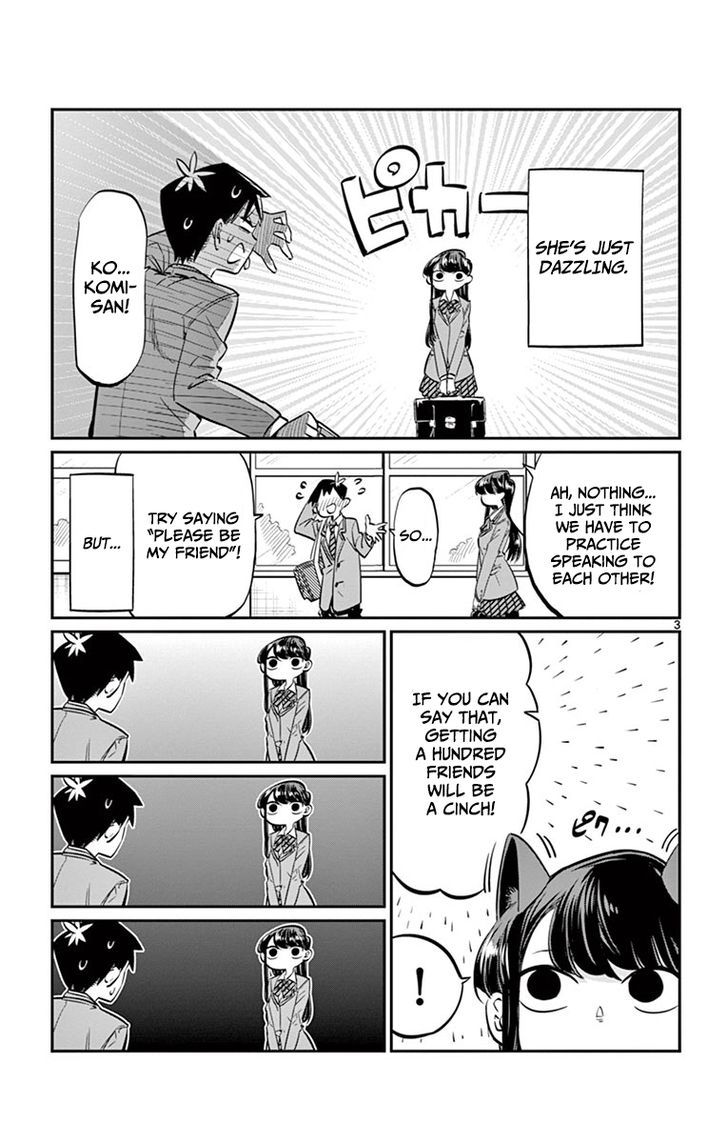 SHE'S JUST
DAZZLING.
ピカー
KO...
KOMI-
SAN!
AH, NOTHING...
I JUST THINK
WE HAVE TO
PRACTICE
SPEAKING TO
EACH OTHER!
SO...
TRY SAYING
"PLEASE BE
MY FRIEND"!
BUT...
3
IF YOU CAN
SAY THAT,
GETTING
A HUNDRED
FRIENDS
WILL BE
A CINCH!
ピク...
!